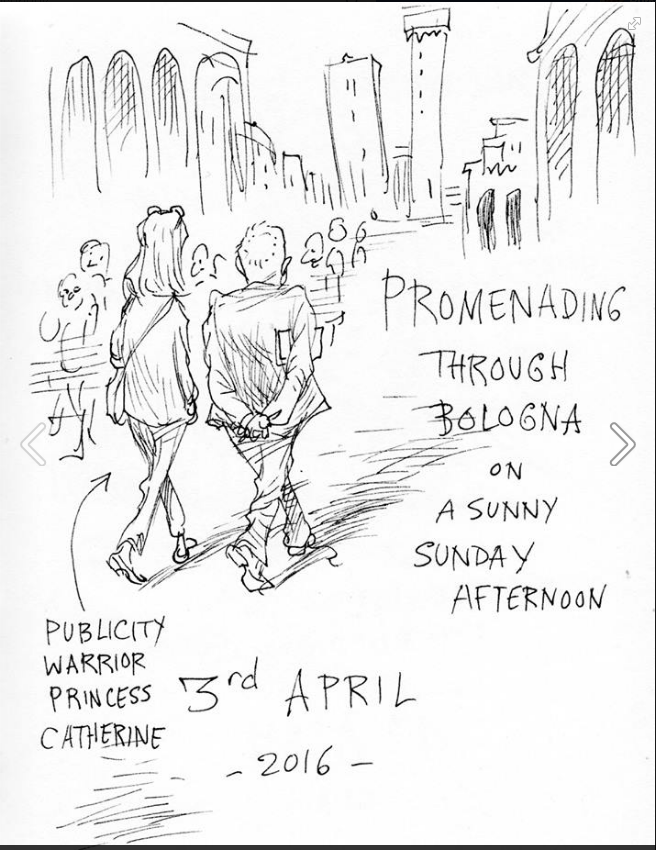 PROMENADING
THROUGH
BOLOGNA
ON
A SUNNY
SUNDAY
AFTERNOON
PUBLICITY
WARRIOR
PRINCESS
CATHERINE
3rd APRIL
- 2016 -